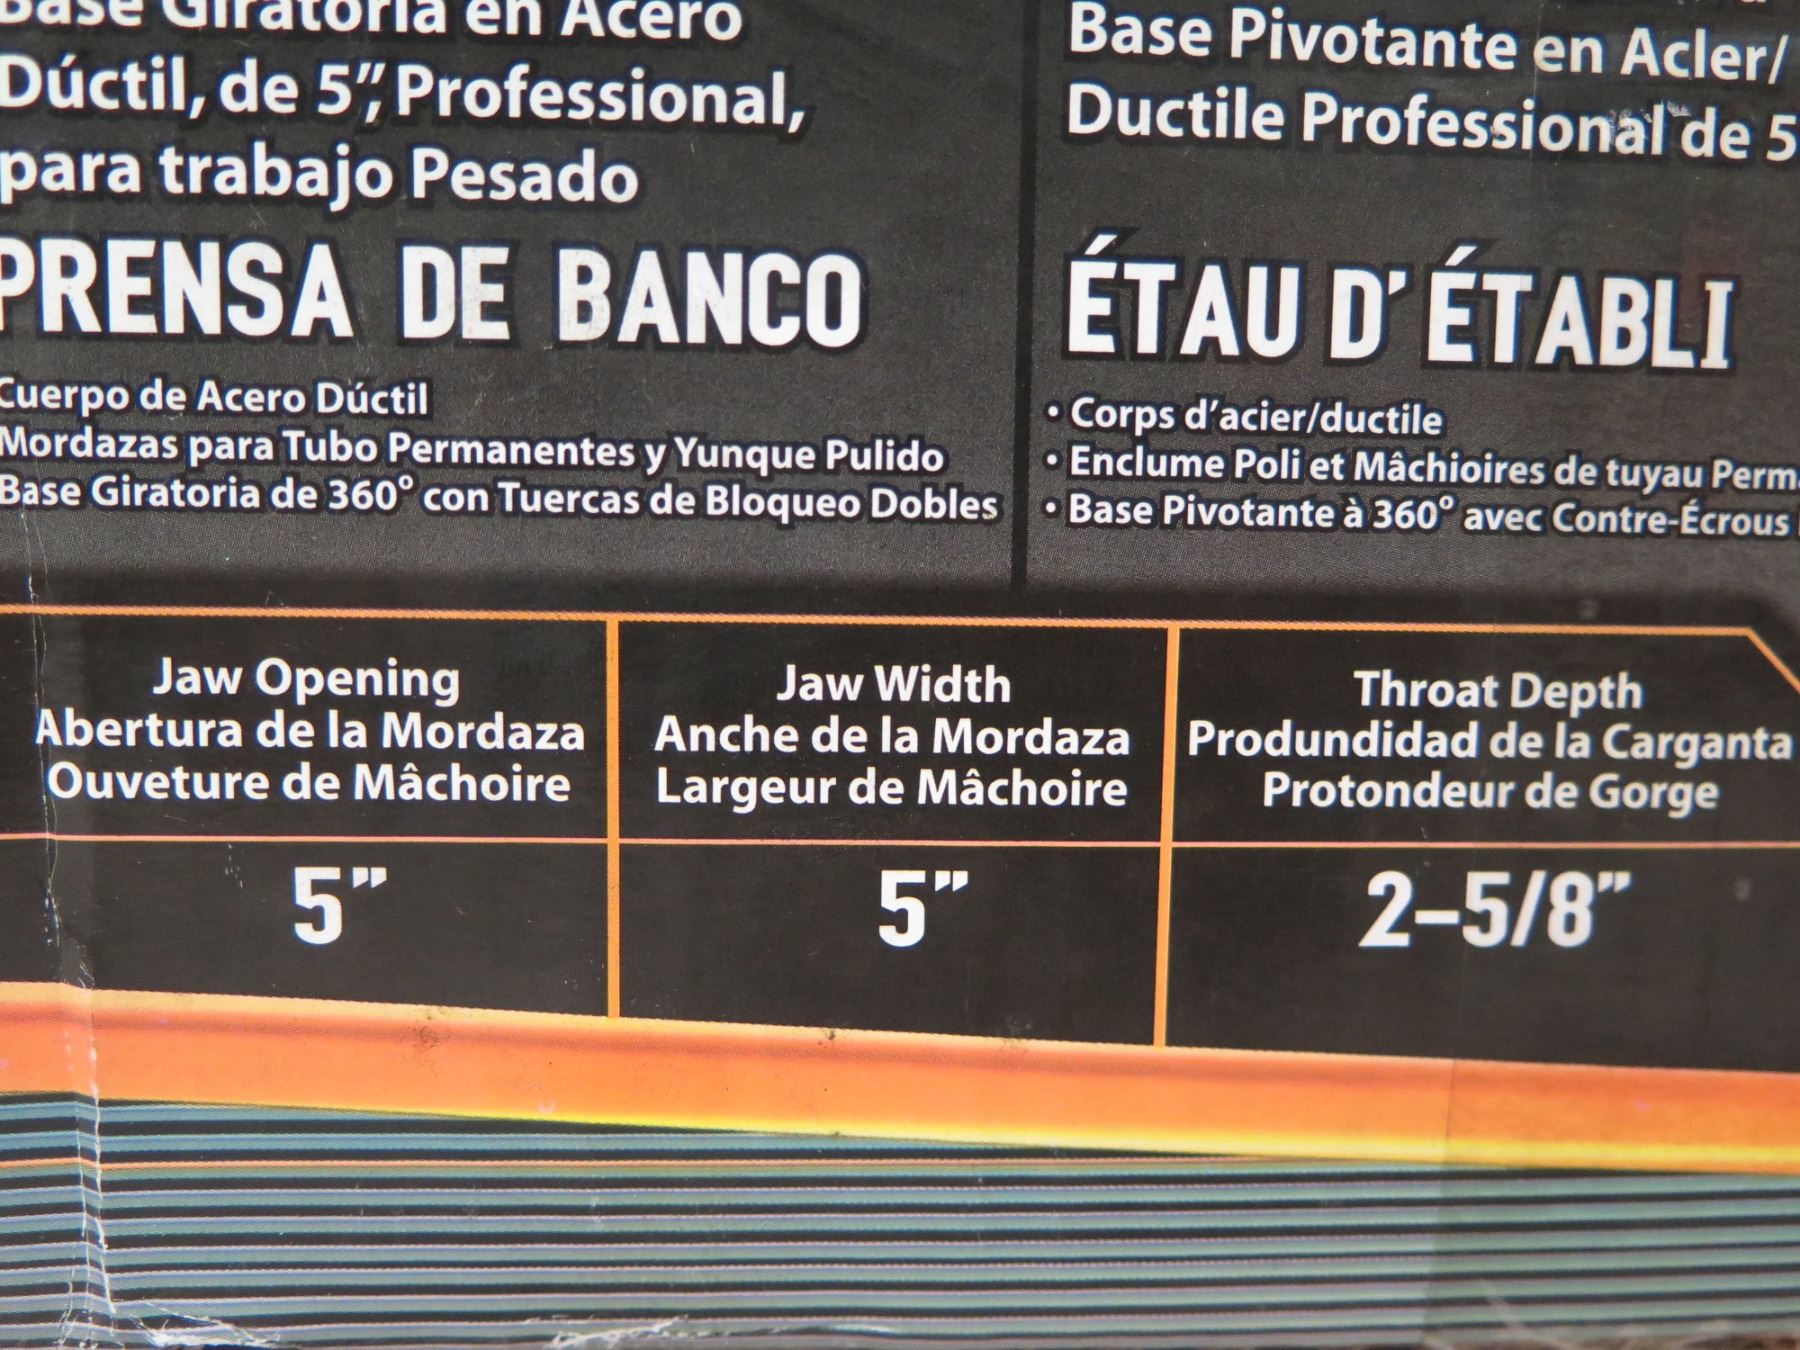 Base Giratoria en Acero
Dúctil, de 5", Professional,
para trabajo Pesado
PRENSA DE BANCO
Cuerpo de Acero Dúctil
Mordazas para Tubo Permanentes y Yunque Pulido
Base Giratoria de 360° con Tuercas de Bloqueo Dobles
Base Pivotante en Acler/
Ductile Professional de 5
ÉTAU D' ÉTABLI
• Corps d'acier/ductile
• Enclume Poli et Mâchioires de tuyau Perma
• Base Pivotante à 360° avec Contre-Écrous
Jaw Opening
Abertura de la Mordaza
Ouveture de Mâchoire
5"
Jaw Width
Anche de la Mordaza
Largeur de Mâchoire
5"
Throat Depth
Produndidad de la Carganta
Protondeur de Gorge
2–5/8"